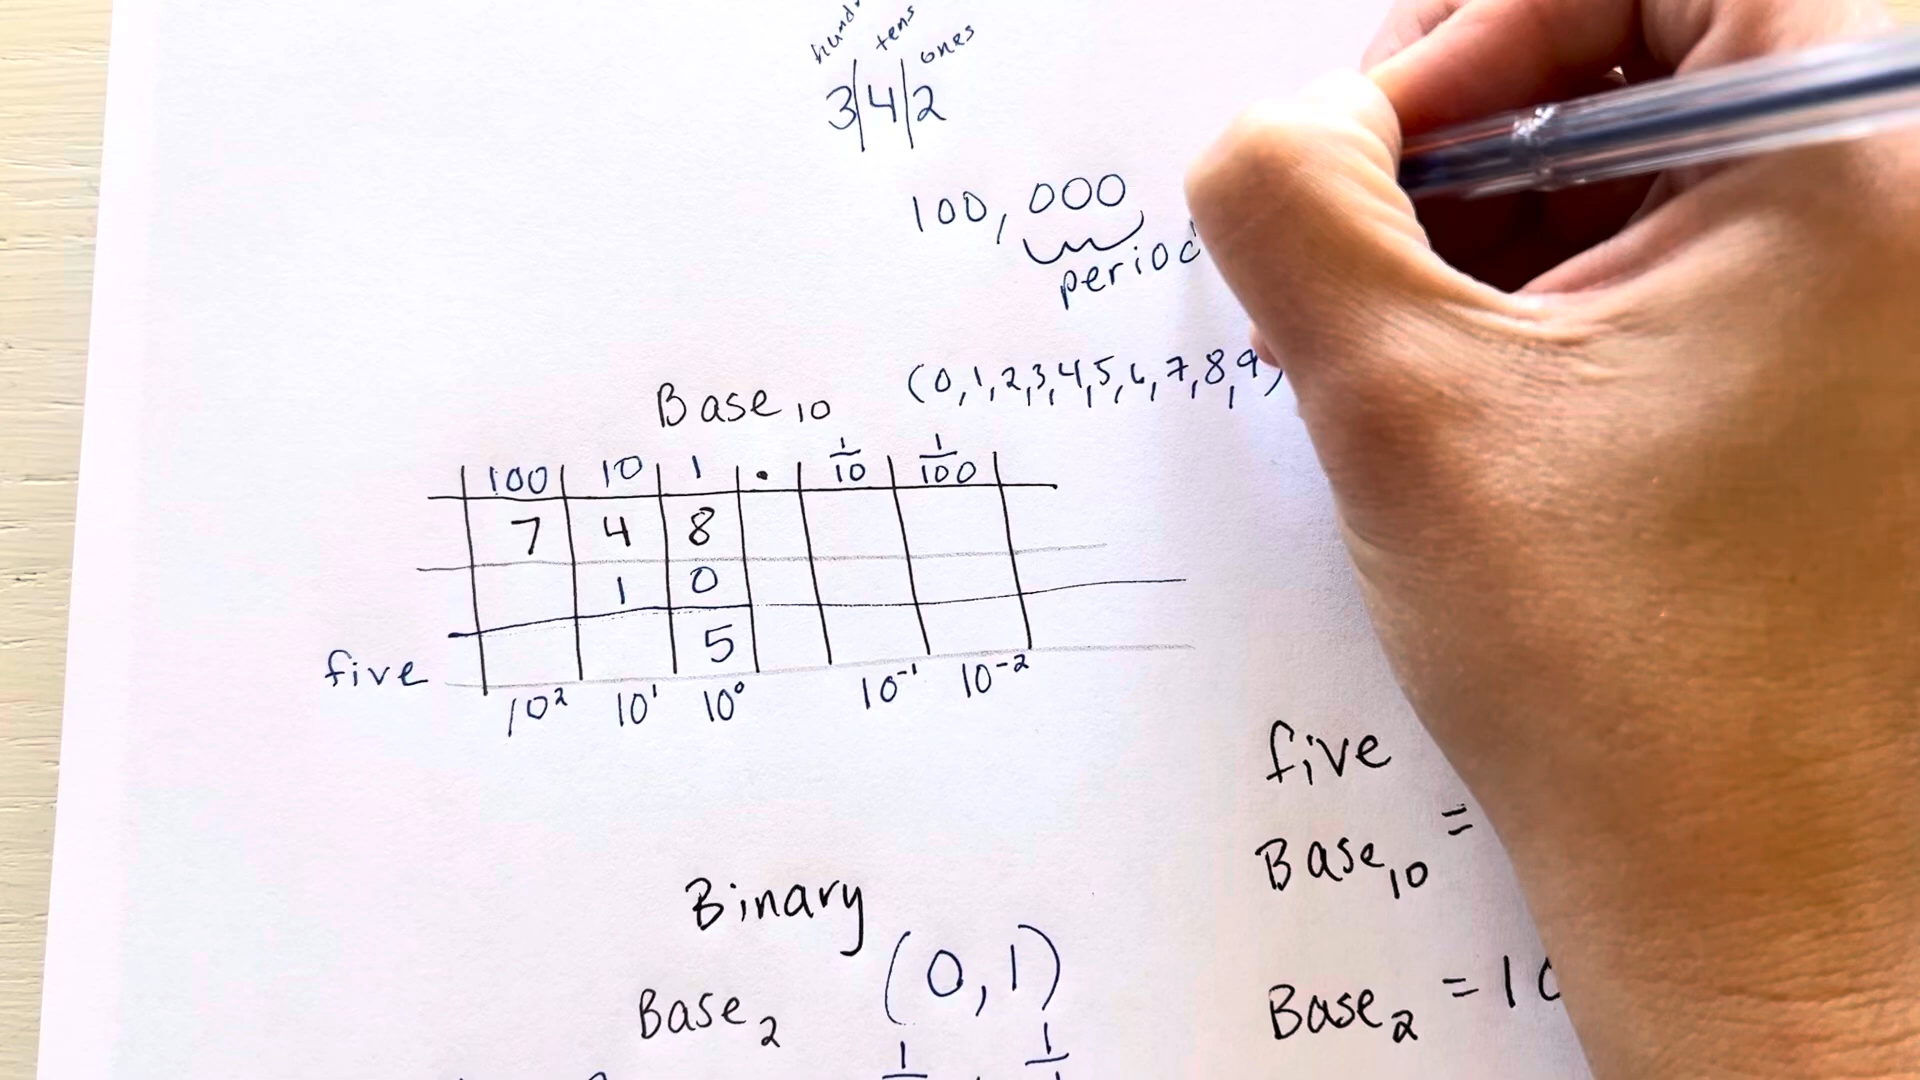 tens
ones
3|4|2
100,000
period
(0,1,2,3,4,5,6,7,8,9)
Base 10
100 10 1 . 1/10 1/100
7 4 8
1 0
five 5
10² 10¹ 10⁰ 10⁻¹ 10⁻²
five
Base₁₀ =
Binary
(0,1)
Base₂
Base₂ = 1